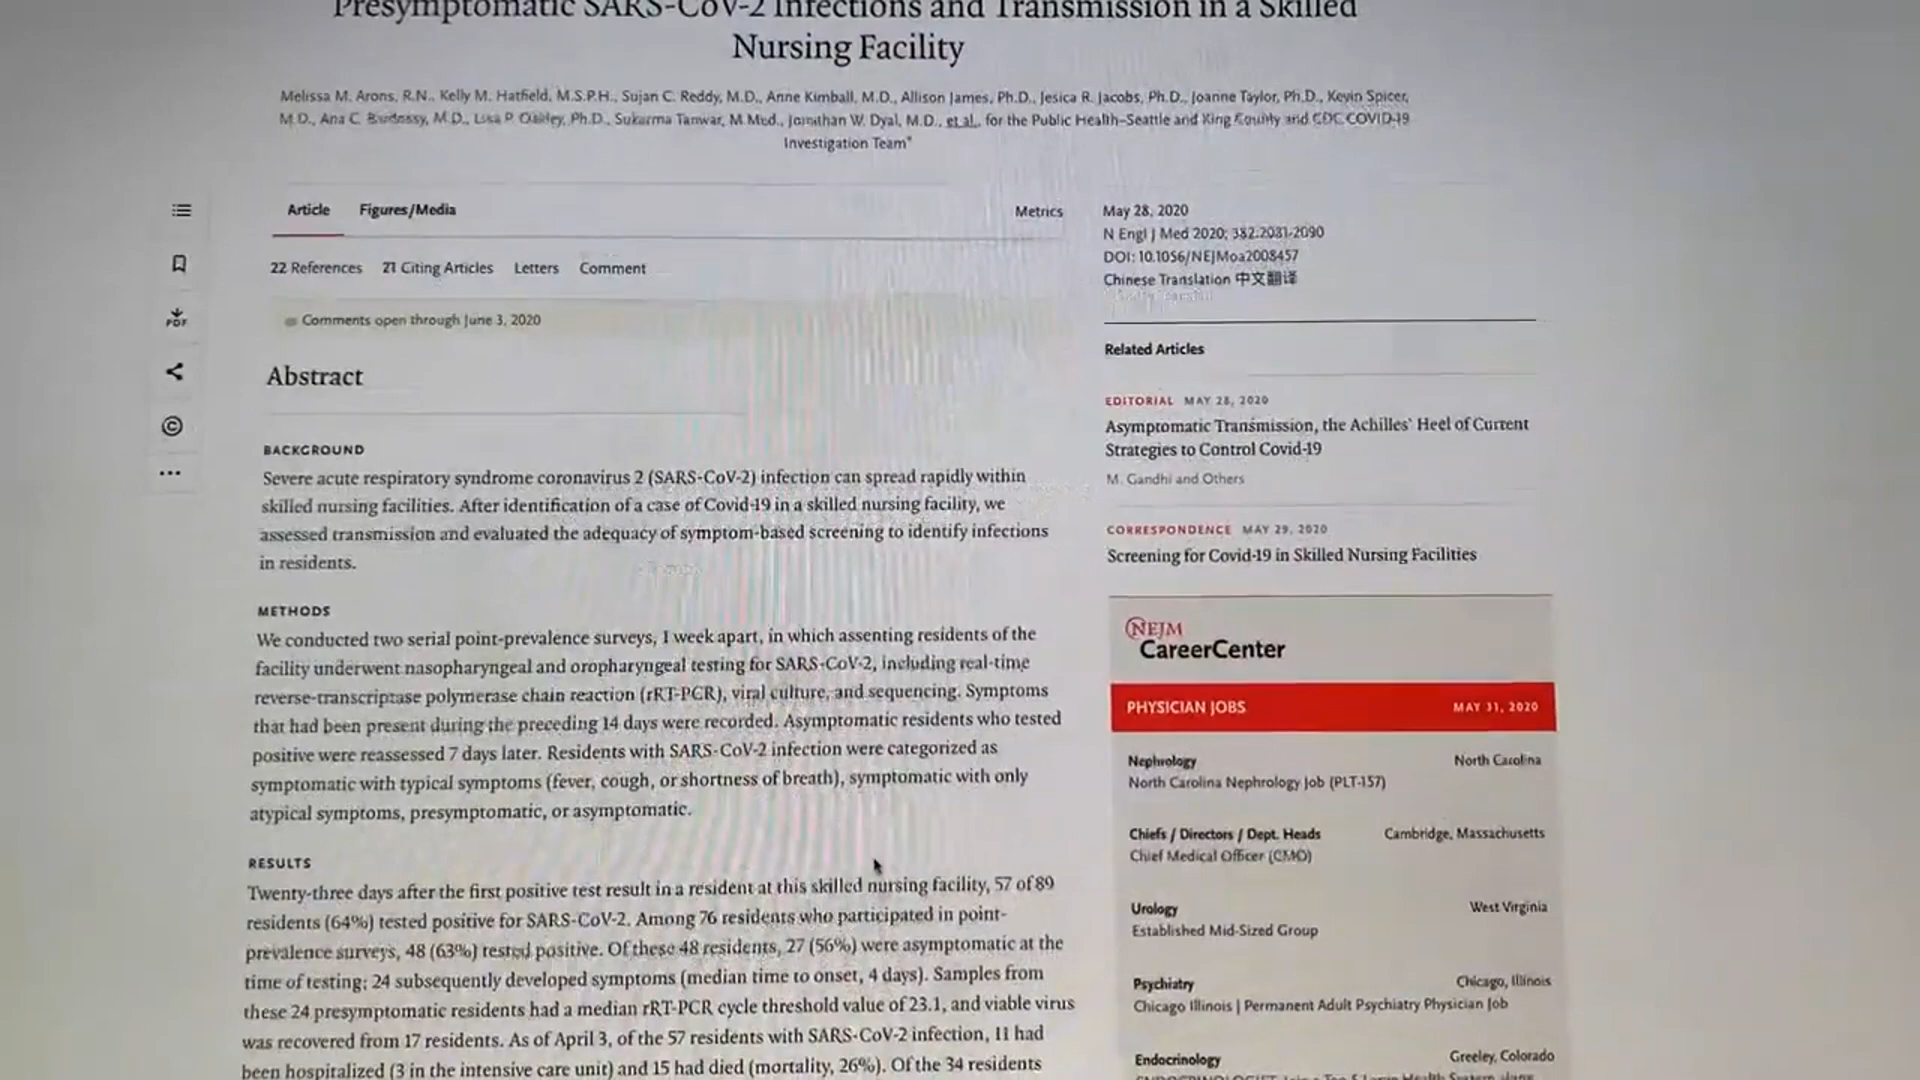 Presymptomatic SARS-CoV-2 Infections and Transmission in a Skilled
Nursing Facility
Melissa M. Arons, R.N., Kelly M. Hatfield, M.S.P.H., Sujan C. Reddy, M.D., Anne Kimball, M.D., Allison James, Ph.D., Jesica R. Jacobs, Ph.D., Joanne Taylor, Ph.D., Kevin Spicer,
M.D., Ana C. Bardossy, M.D., Lisa P. Oakley, Ph.D., Sukarma Tanwar, M.Med., Jonathan W. Dyal, M.D., et al., for the Public Health–Seattle and King County and CDC COVID-19
Investigation Team*
Article Figures/Media Metrics
22 References 21 Citing Articles Letters Comment
Comments open through June 3, 2020
PDF
Abstract
BACKGROUND
Severe acute respiratory syndrome coronavirus 2 (SARS-CoV-2) infection can spread rapidly within
skilled nursing facilities. After identification of a case of Covid-19 in a skilled nursing facility, we
assessed transmission and evaluated the adequacy of symptom-based screening to identify infections
in residents.
METHODS
We conducted two serial point-prevalence surveys, 1 week apart, in which assenting residents of the
facility underwent nasopharyngeal and oropharyngeal testing for SARS-CoV-2, including real-time
reverse-transcriptase polymerase chain reaction (rRT-PCR), viral culture, and sequencing. Symptoms
that had been present during the preceding 14 days were recorded. Asymptomatic residents who tested
positive were reassessed 7 days later. Residents with SARS-CoV-2 infection were categorized as
symptomatic with typical symptoms (fever, cough, or shortness of breath), symptomatic with only
atypical symptoms, presymptomatic, or asymptomatic.
RESULTS
Twenty-three days after the first positive test result in a resident at this skilled nursing facility, 57 of 89
residents (64%) tested positive for SARS-CoV-2. Among 76 residents who participated in point-
prevalence surveys, 48 (63%) tested positive. Of these 48 residents, 27 (56%) were asymptomatic at the
time of testing; 24 subsequently developed symptoms (median time to onset, 4 days). Samples from
these 24 presymptomatic residents had a median rRT-PCR cycle threshold value of 23.1, and viable virus
was recovered from 17 residents. As of April 3, of the 57 residents with SARS-CoV-2 infection, 11 had
been hospitalized (3 in the intensive care unit) and 15 had died (mortality, 26%). Of the 34 residents
May 28, 2020
N Engl J Med 2020; 382:2081-2090
DOI: 10.1056/NEJMoa2008457
Chinese Translation 中文翻译
Related Articles
EDITORIAL MAY 28, 2020
Asymptomatic Transmission, the Achilles' Heel of Current
Strategies to Control Covid-19
M. Gandhi and Others
CORRESPONDENCE MAY 29, 2020
Screening for Covid-19 in Skilled Nursing Facilities
NEJM
CareerCenter
PHYSICIAN JOBS MAY 31, 2020
Nephrology North Carolina
North Carolina Nephrology Job (PLT-157)
Chiefs / Directors / Dept. Heads Cambridge, Massachusetts
Chief Medical Officer (CMO)
Urology West Virginia
Established Mid-Sized Group
Psychiatry Chicago, Illinois
Chicago Illinois | Permanent Adult Psychiatry Physician Job
Endocrinology Greeley, Colorado